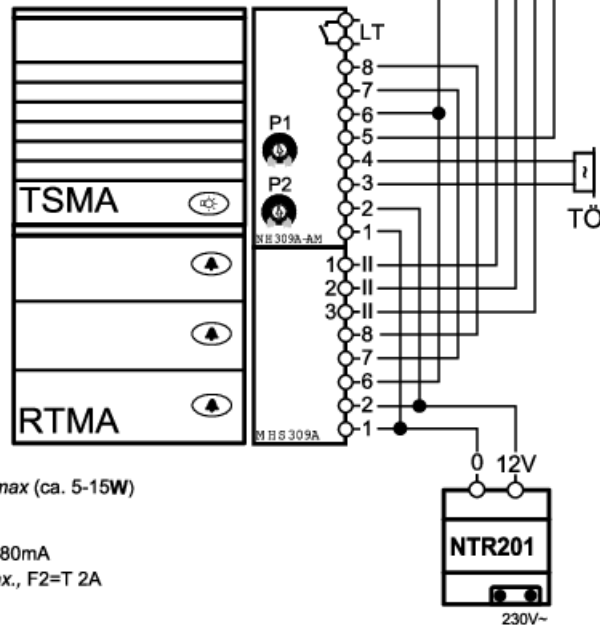 LT
8
7
P1
6
5
4
P2
3
TSMA
2
TÖ
1
NH309A-AM
1 II
2 II
3 II
8
7
6
RTMA
2
MHS309A
1
0 12V
max (ca. 5-15W)
NTR201
80mA
x., F2=T 2A
230V~